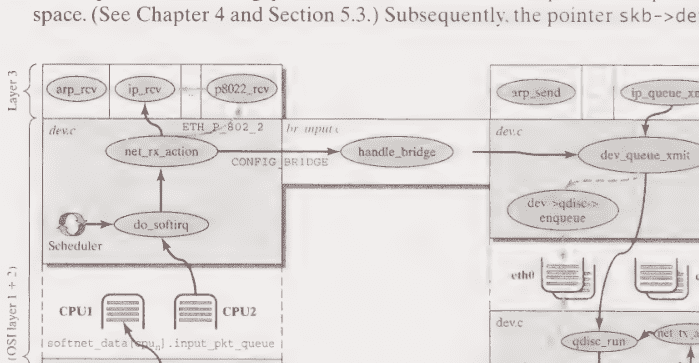 space. (See Chapter 4 and Section 5.3.) Subsequently, the pointer skb->de
Layer 3
arp_rcv
ip_rcv
p8022_rcv
arp_send
ip_queue_xm
dev.c
ETH_P_802_2
br_input.c
dev.c
net_rx_action
CONFIG_BRIDGE
handle_bridge
dev_queue_xmit
dev->qdisc->
enqueue
do_softirq
Scheduler
eth0
CPU1
CPU2
softnet_data[cpu_n].input_pkt_queue
dev.c
qdisc_run
net_tx_a
(OSI layer 1 + 2)